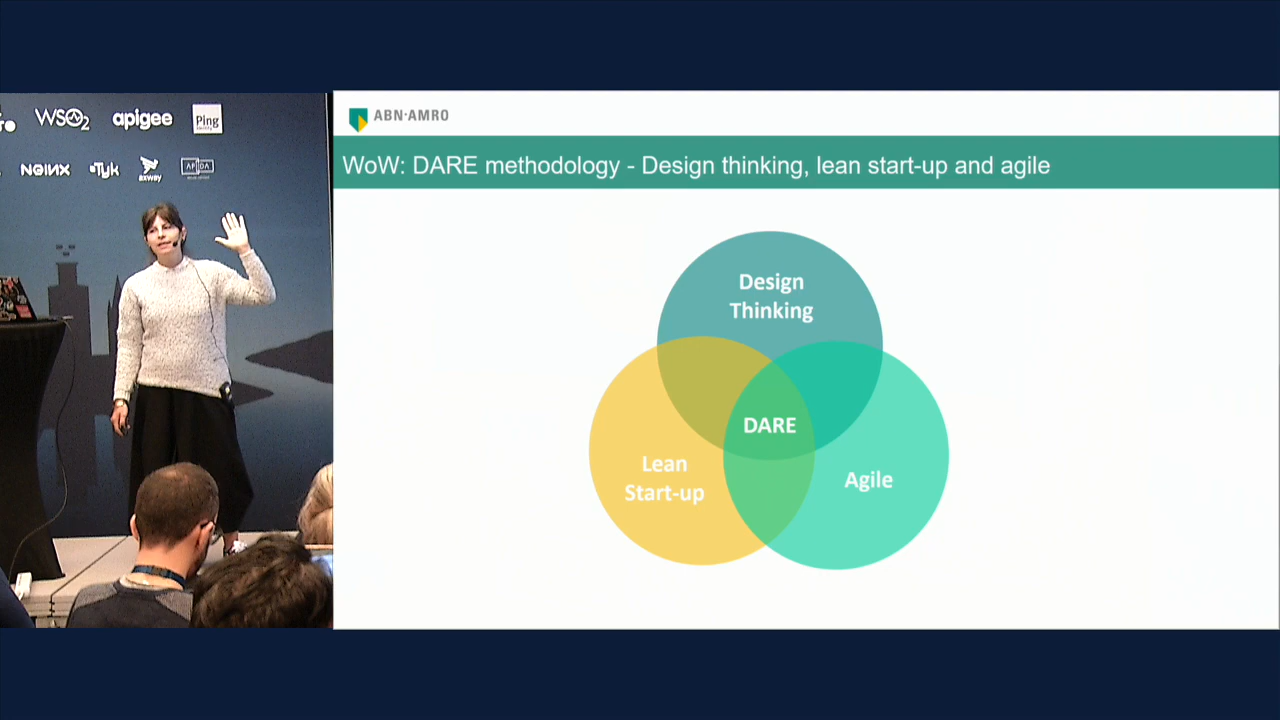 WSO2
apigee
Ping
Identity
NGINX
Tyk
axway
ABN·AMRO
WoW: DARE methodology - Design thinking, lean start-up and agile
Design
Thinking
DARE
Lean
Start-up
Agile